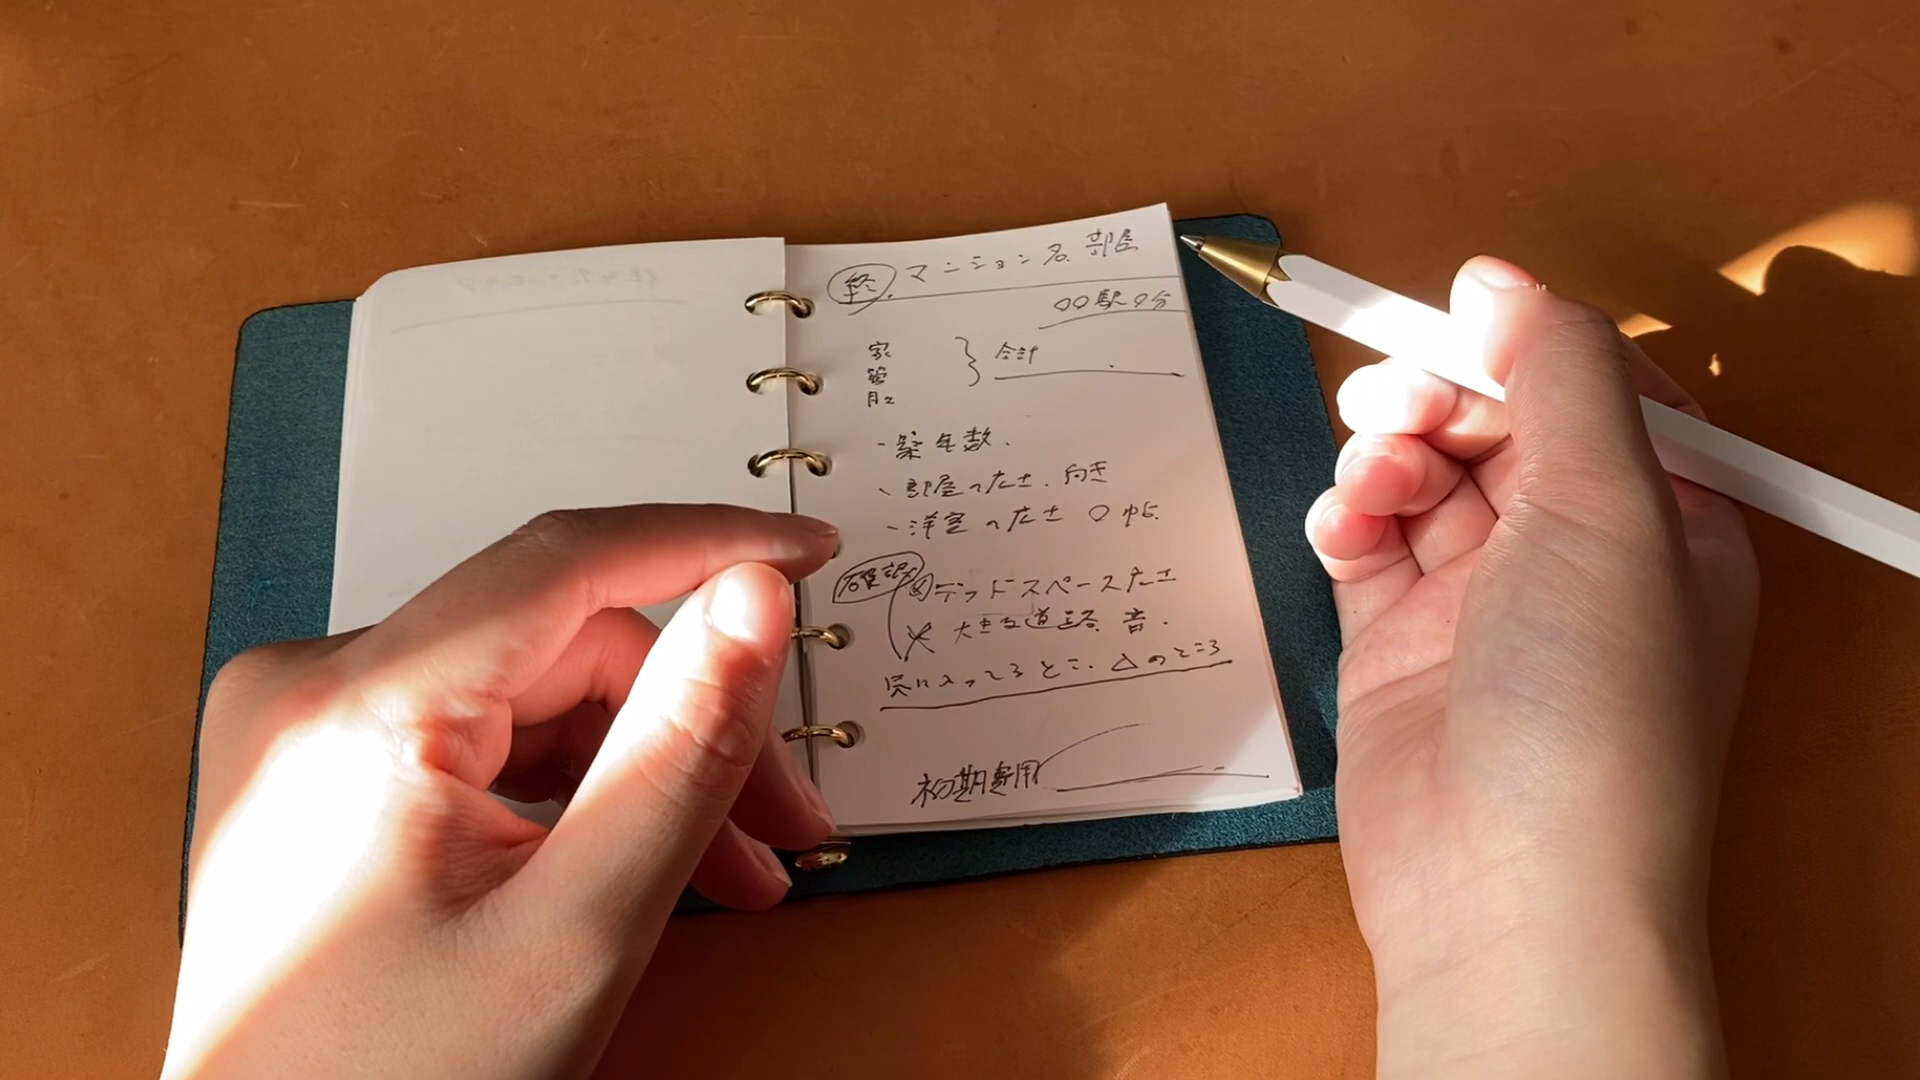 終. マンション名. 部屋
〇〇駅〇分
家
管 } 合計
月々
- 築年数.
、部屋の広さ. 向き
- 洋室の広さ 〇帖.
確認 デッドスペース広さ
大きな道路. 音.
気に入ってるとこ. △のところ
初期費用